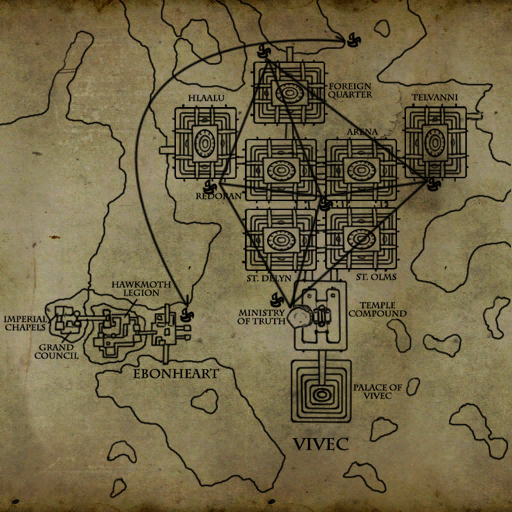 HLAALU
FOREIGN
QUARTER
TELVANNI
ARENA
REDORAN
ST. DELYN
ST. OLMS
HAWKMOTH
LEGION
IMPERIAL
CHAPELS
GRAND
COUNCIL
EBONHEART
MINISTRY
OF TRUTH
TEMPLE
COMPOUND
PALACE OF
VIVEC
VIVEC